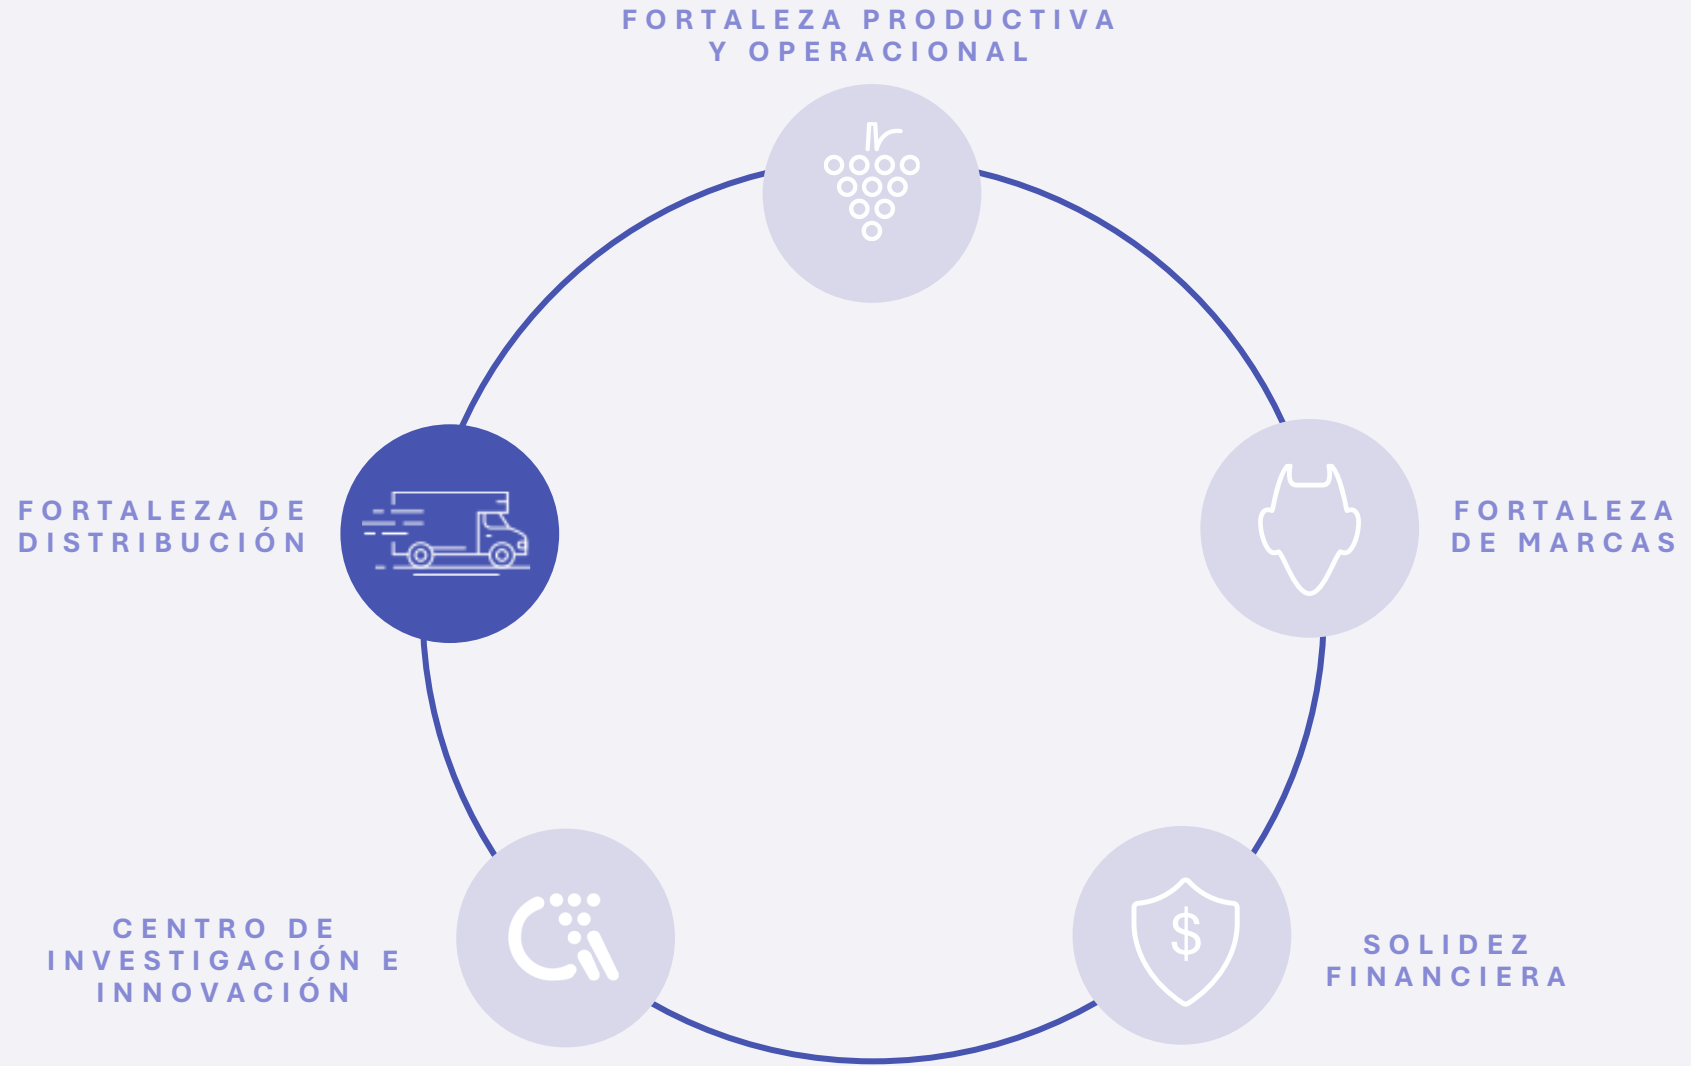 FORTALEZA PRODUCTIVA
Y OPERACIONAL
FORTALEZA DE
DISTRIBUCIÓN
FORTALEZA
DE MARCAS
CENTRO DE
INVESTIGACIÓN E
INNOVACIÓN
$
SOLIDEZ
FINANCIERA